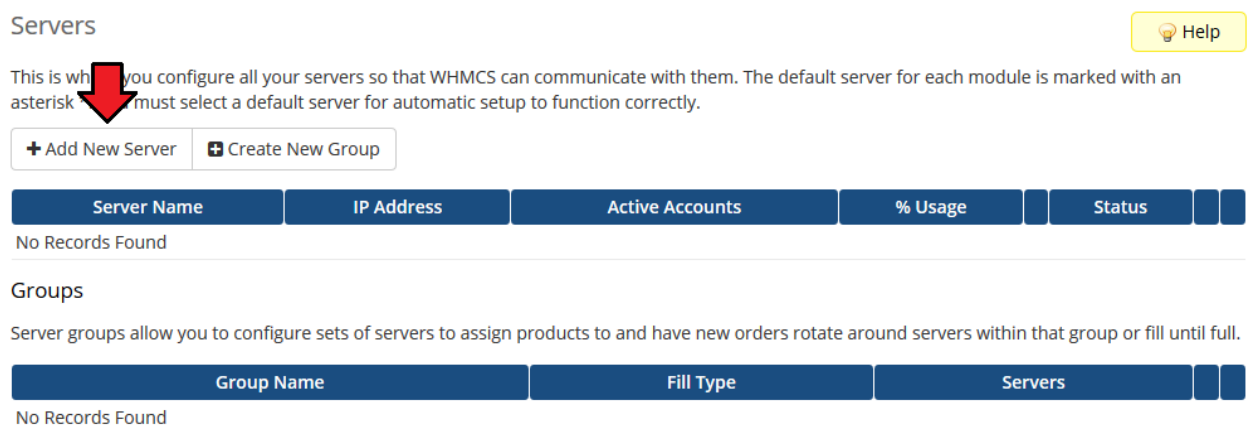 Servers
Help
This is wh you configure all your servers so that WHMCS can communicate with them. The default server for each module is marked with an
asterisk must select a default server for automatic setup to function correctly.
Add New Server Create New Group
Server Name IP Address Active Accounts % Usage Status
No Records Found
Groups
Server groups allow you to configure sets of servers to assign products to and have new orders rotate around servers within that group or fill until full.
Group Name Fill Type Servers
No Records Found